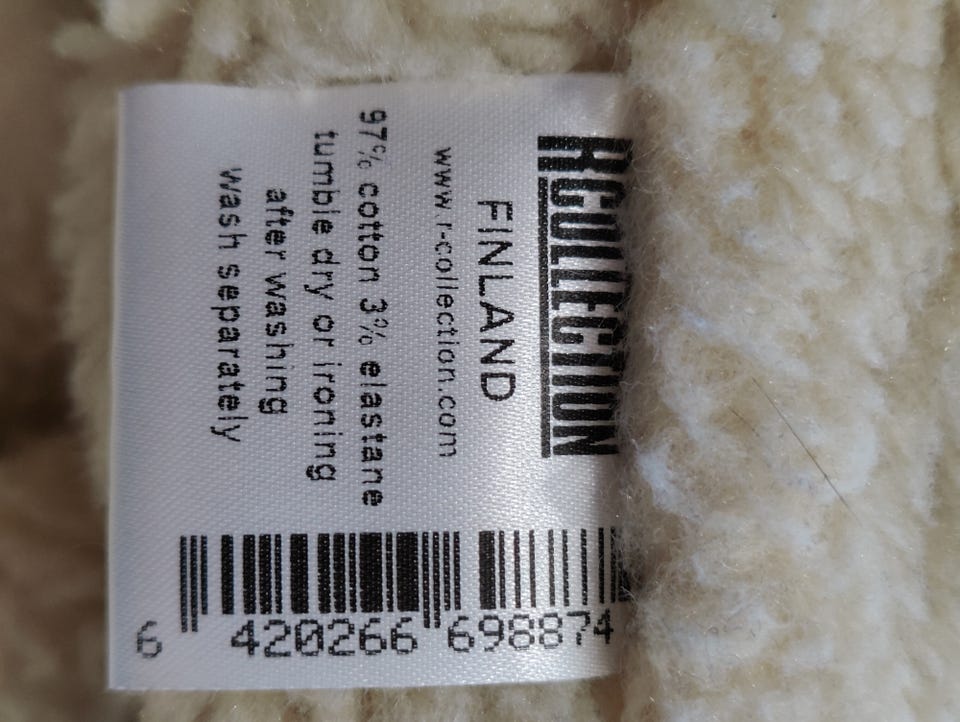 RCOLLECTION
FINLAND
www.r-collection.com
97% cotton 3% elastane
tumble dry or ironing
after washing
wash separately
6 420266 698874